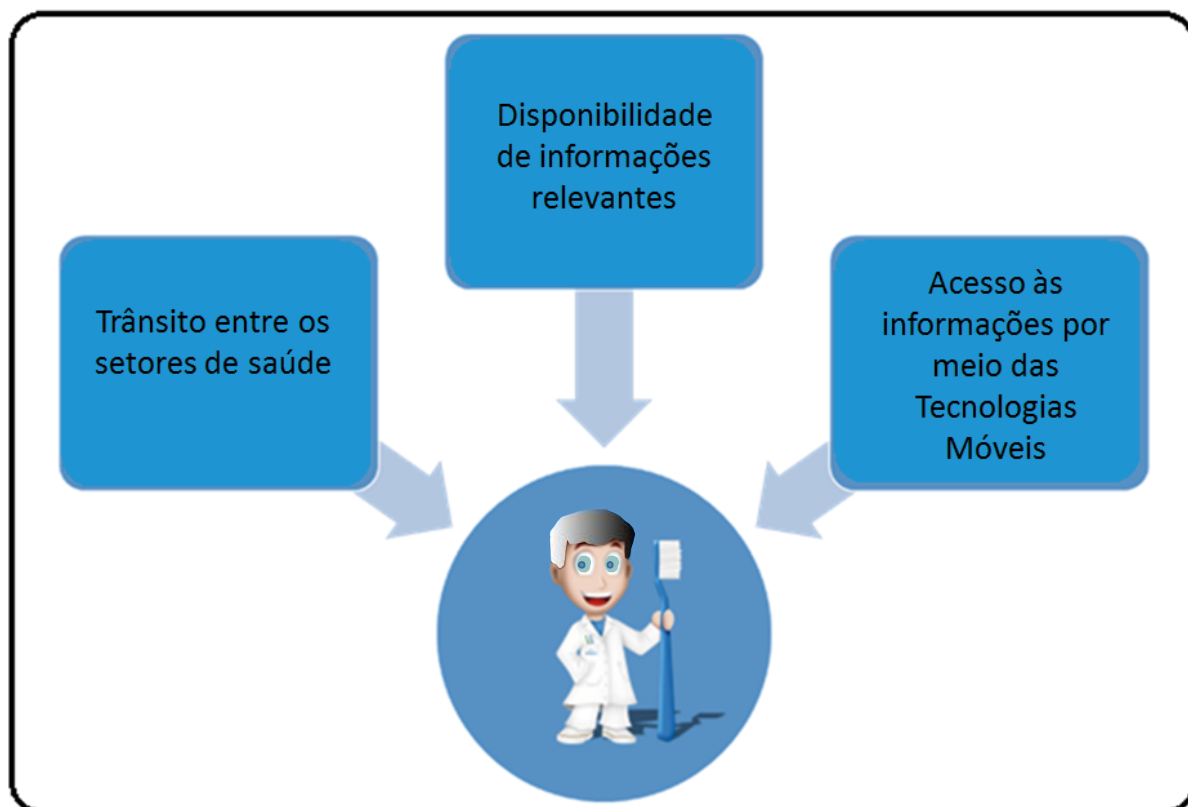 Disponibilidade
de informações
relevantes
Trânsito entre os
setores de saúde
Acesso às
informações por
meio das
Tecnologias
Móveis